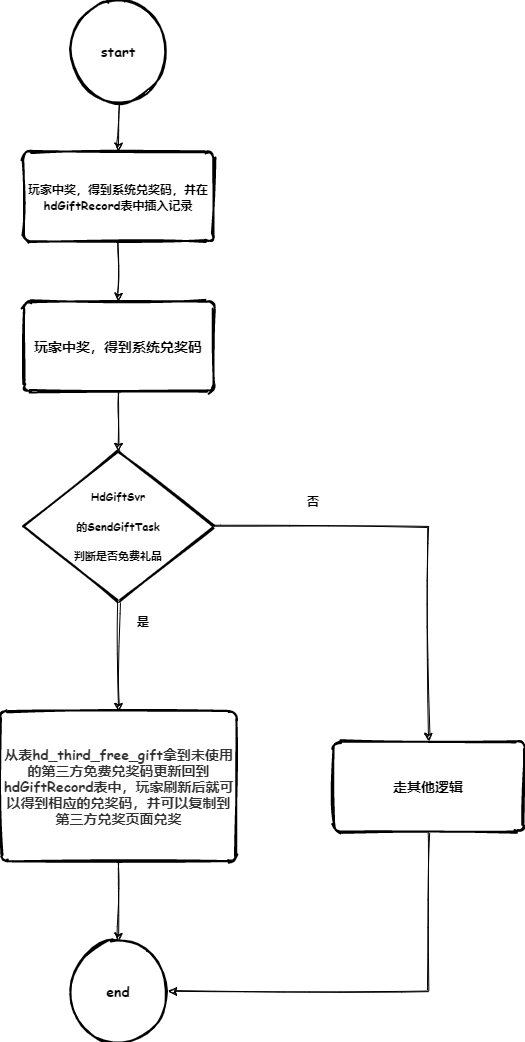 start
玩家中奖，得到系统兑奖码，并在
hdGiftRecord表中插入记录
玩家中奖，得到系统兑奖码
HdGiftSvr
的SendGiftTask
判断是否免费礼品
否
是
从表hd_third_free_gift拿到未使用
的第三方免费兑奖码更新回到
hdGiftRecord表中，玩家刷新后就可
以得到相应的兑奖码，并可以复制到
第三方兑奖页面兑奖
走其他逻辑
end